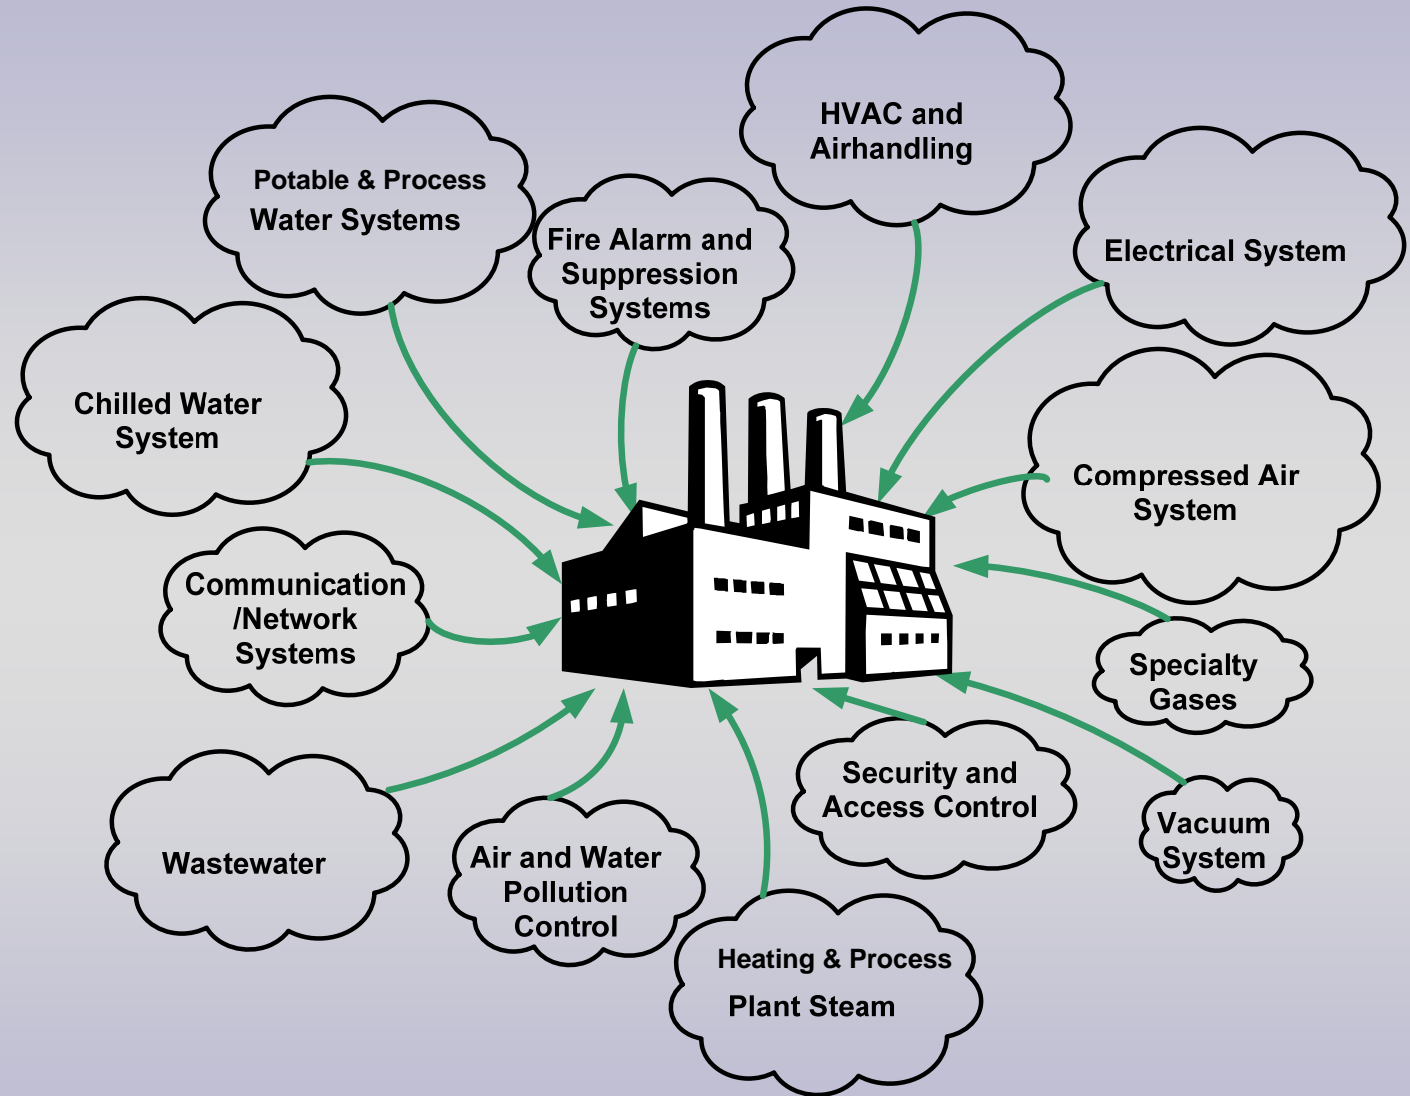 HVAC and
Airhandling
Potable & Process
Water Systems
Fire Alarm and
Suppression
Systems
Electrical System
Chilled Water
System
Compressed Air
System
Communication
/Network
Systems
Specialty
Gases
Security and
Access Control
Vacuum
System
Wastewater
Air and Water
Pollution
Control
Heating & Process
Plant Steam